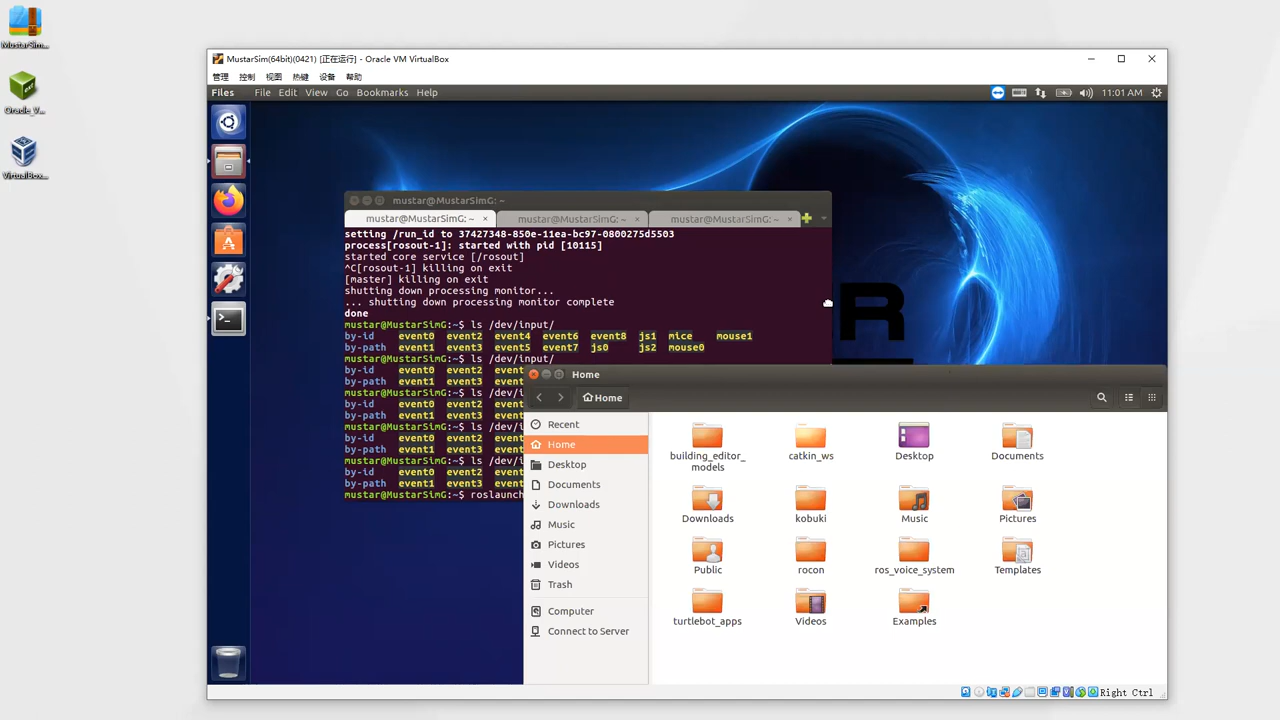 MustarSim...
Oracle_V...
VirtualBox...
MustarSim(64bit)(0421) [正在运行] - Oracle VM VirtualBox
管理 控制 视图 热键 设备 帮助
Files File Edit View Go Bookmarks Help 11:01 AM
mustar@MustarSimG: ~
mustar@MustarSimG: ~ × mustar@MustarSimG: ~ × mustar@MustarSimG: ~ ×
setting /run_id to 37427348-850e-11ea-bc97-0800275d5503
process[rosout-1]: started with pid [10115]
started core service [/rosout]
^C[rosout-1] killing on exit
[master] killing on exit
shutting down processing monitor...
... shutting down processing monitor complete
done
mustar@MustarSimG:~$ ls /dev/input/
by-id event0 event2 event4 event6 event8 js1 mice mouse1
by-path event1 event3 event5 event7 js0 js2 mouse0
mustar@MustarSimG:~$ ls /dev/input/
by-id event0 event2
by-path event1 event3
mustar@MustarSimG:~$ ls /dev/i
by-id event0 event2
by-path event1 event3
mustar@MustarSimG:~$ ls /dev/i
by-id event0 event2
by-path event1 event3
mustar@MustarSimG:~$ ls /dev/i
by-id event0 event2
by-path event1 event3
mustar@MustarSimG:~$ roslaunch
R
Home
Home
Recent
Home
Desktop
Documents
Downloads
Music
Pictures
Videos
Trash
Computer
Connect to Server
building_editor_
models
catkin_ws
Desktop
Documents
Downloads
kobuki
Music
Pictures
Public
rocon
ros_voice_system
Templates
turtlebot_apps
Videos
Examples
Right Ctrl